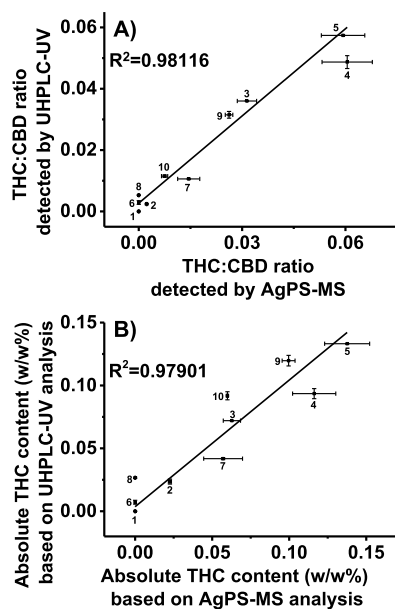 A)
R²=0.98116
THC:CBD ratio
detected by UHPLC-UV
0.06
0.04
0.02
0.00
5
4
3
9
10
7
8
6
2
1
0.00 0.03 0.06
THC:CBD ratio
detected by AgPS-MS
B)
R²=0.97901
Absolute THC content (w/w%)
based on UHPLC-UV analysis
0.15
0.10
0.05
0.00
5
9
10
4
3
7
8
2
6
1
0.00 0.05 0.10 0.15
Absolute THC content (w/w%)
based on AgPS-MS analysis